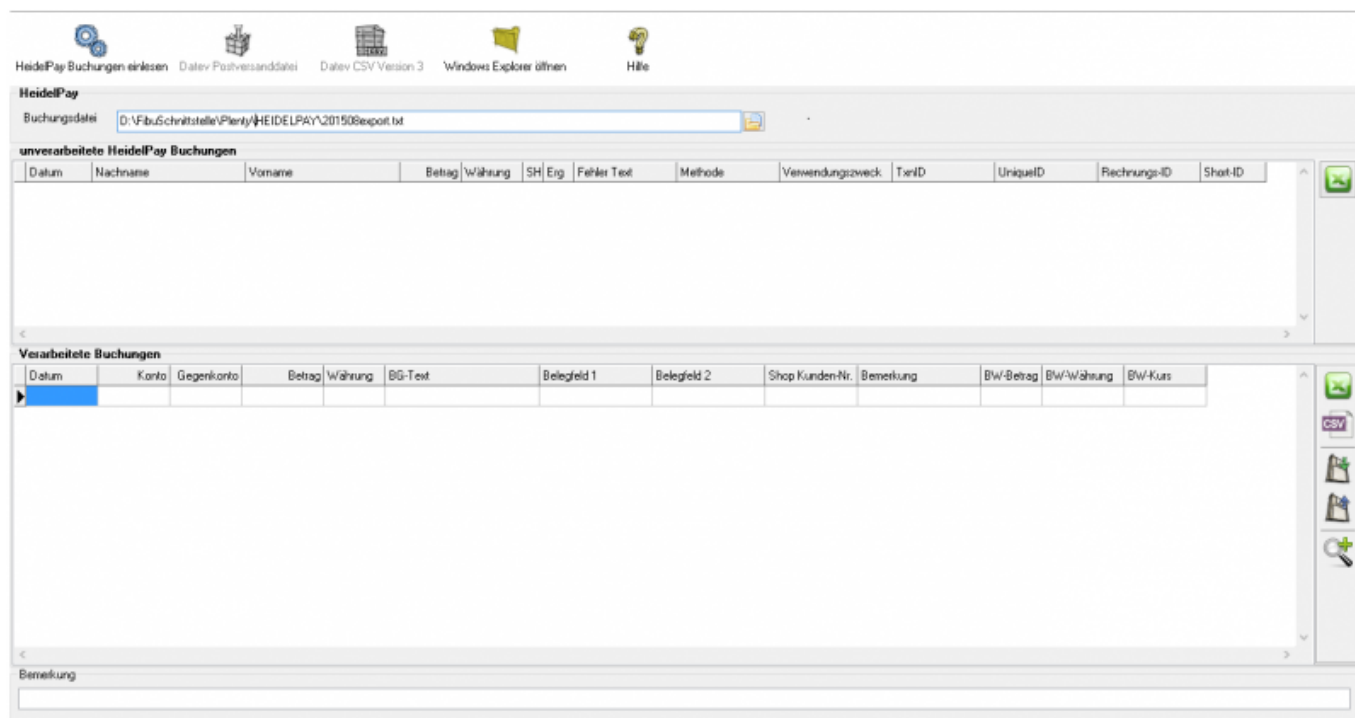 HeidelPay Buchungen einlesen Datev Postversanddatei Datev CSV Version 3 Windows Explorer öffnen Hilfe
HeidelPay
Buchungsdatei D:\FibuSchnittstelle\Plenty\HEIDELPAY\201508export.txt
unverarbeitete HeidelPay Buchungen
Datum Nachname Vorname Betrag Währung SH Erg Fehler Text Methode Verwendungszweck TxnID UniqueID Rechnungs-ID Short-ID
Verarbeitete Buchungen
Datum Konto Gegenkonto Betrag Währung BG-Text Belegfeld 1 Belegfeld 2 Shop Kunden-Nr. Bemerkung BW-Betrag BW-Währung BW-Kurs
CSV
Bemerkung